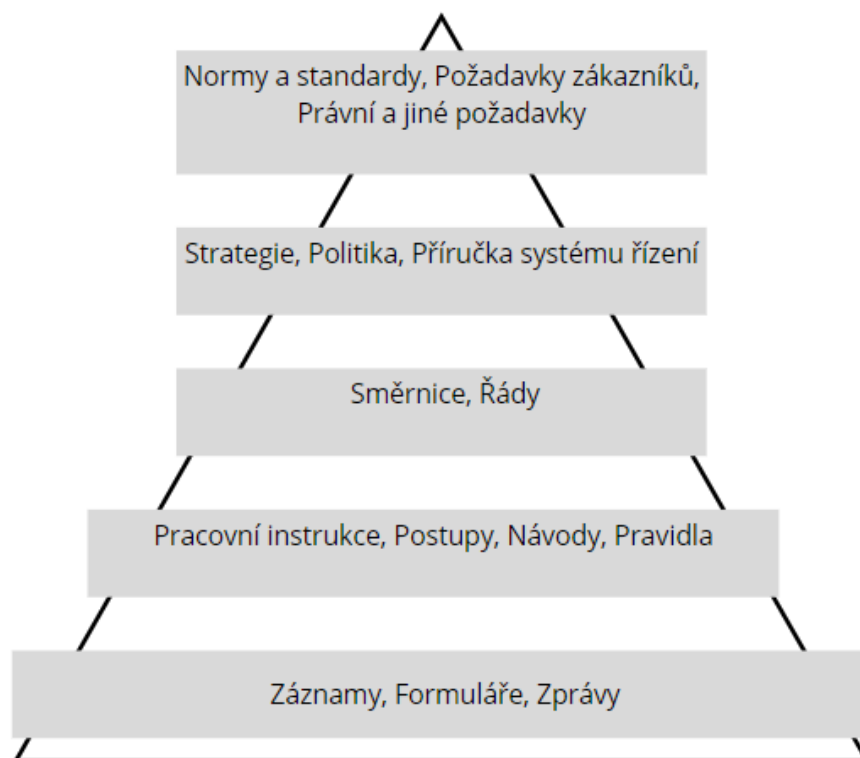 Normy a standardy, Požadavky zákazníků,
Právní a jiné požadavky
Strategie, Politika, Příručka systému řízení
Směrnice, Řády
Pracovní instrukce, Postupy, Návody, Pravidla
Záznamy, Formuláře, Zprávy